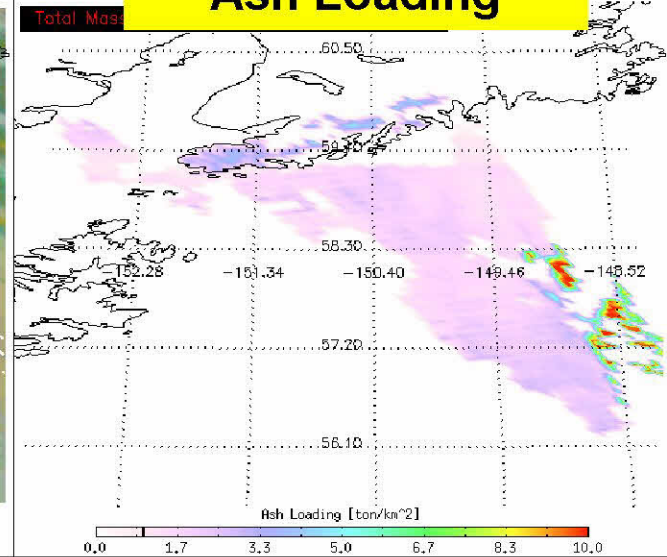 Ash Loading
Total Mass
60.50
59.40
58.30
-152.28 -151.34 -150.40 -149.46 -148.52
57.20
56.10
Ash Loading [ton/km^2]
0.0 1.7 3.3 5.0 6.7 8.3 10.0